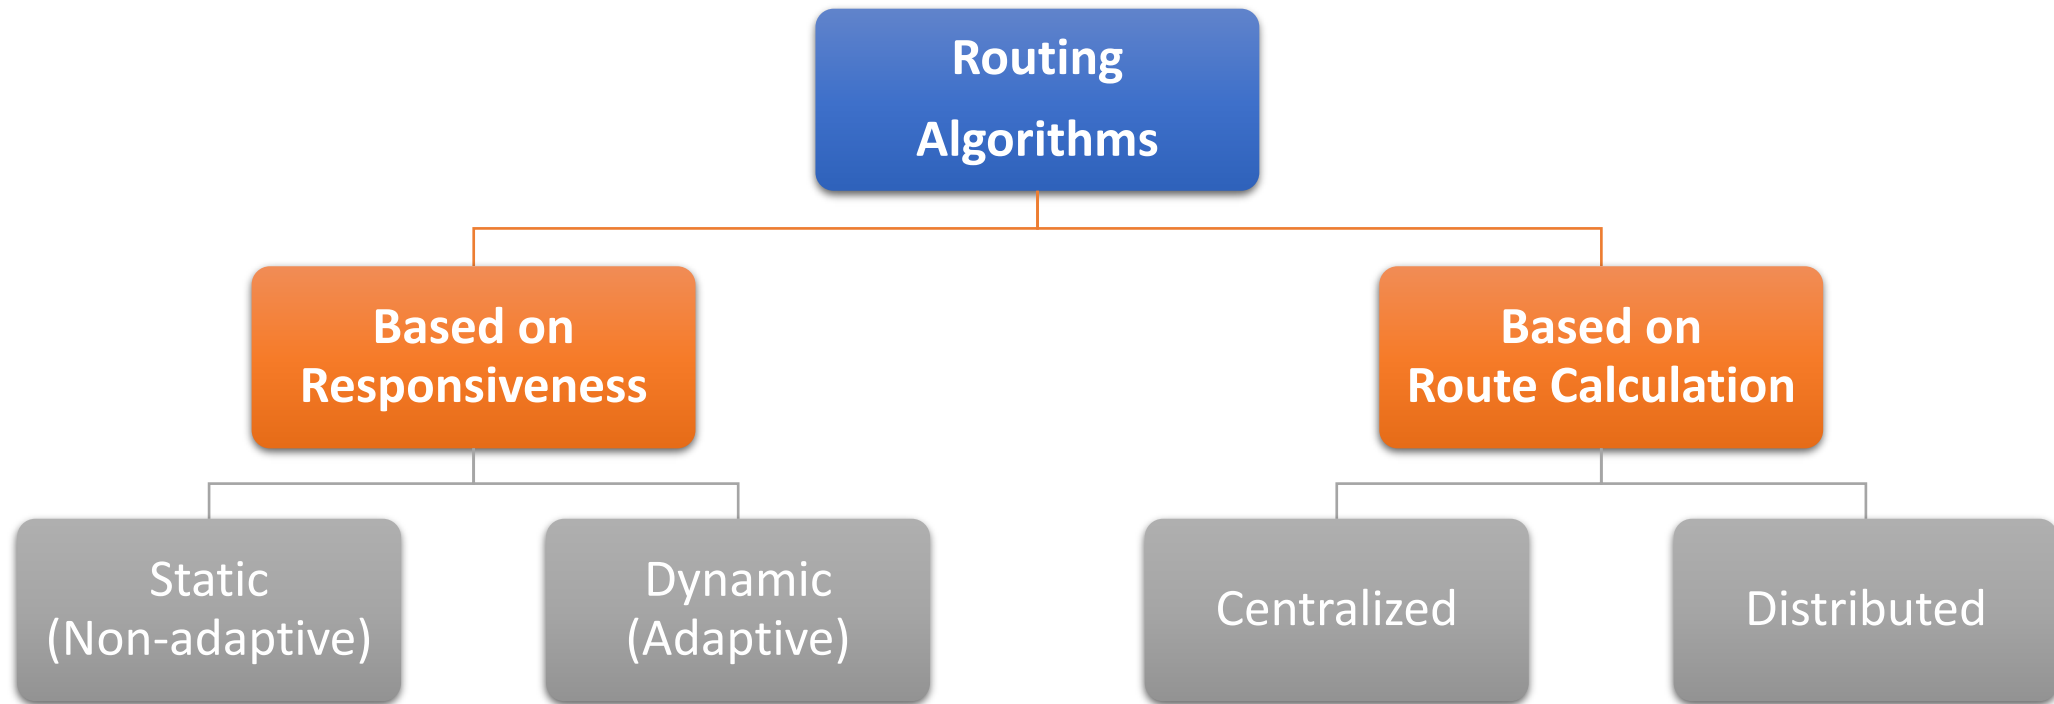 Routing
Algorithms
Based on
Responsiveness
Based on
Route Calculation
Static
(Non-adaptive)
Dynamic
(Adaptive)
Centralized
Distributed